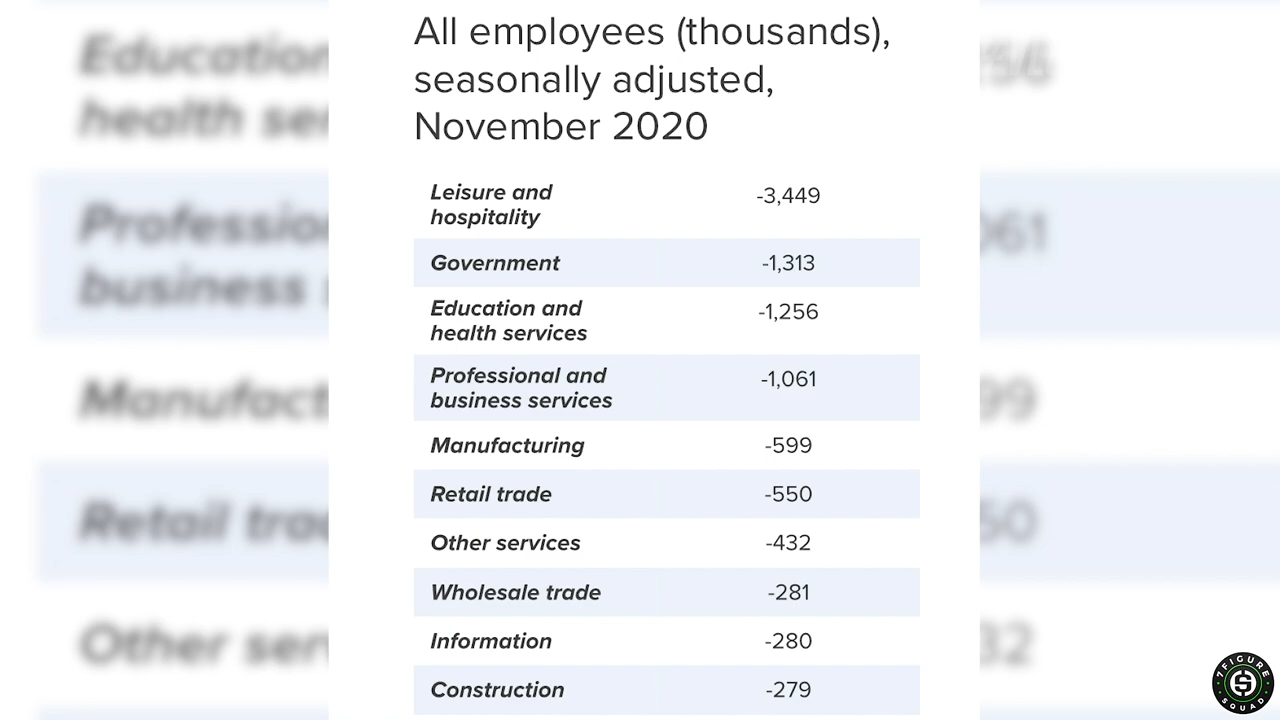 All employees (thousands),
seasonally adjusted,
November 2020
Leisure and
hospitality
-3,449
Government -1,313
Education and
health services
-1,256
Professional and
business services
-1,061
Manufacturing -599
Retail trade -550
Other services -432
Wholesale trade -281
Information -280
Construction -279
7FIGURE
SQUAD